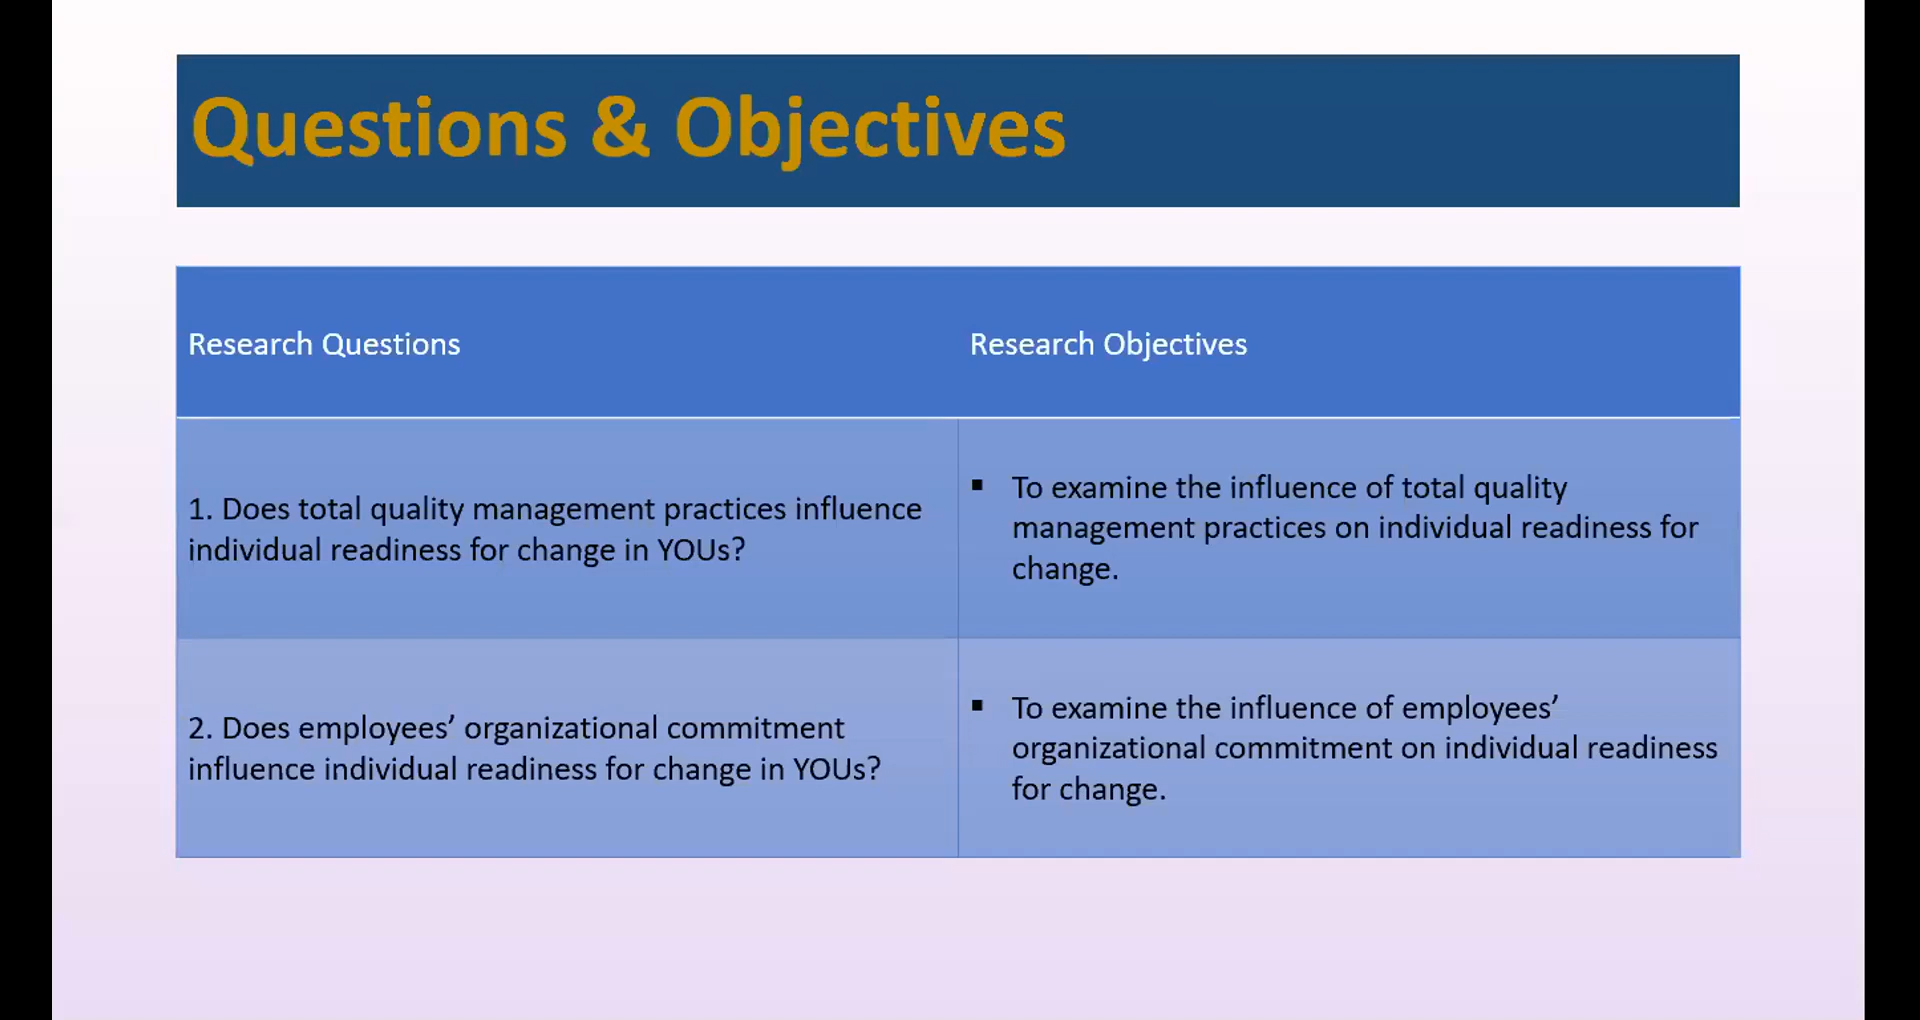 Questions & Objectives
Research Questions
Research Objectives
1. Does total quality management practices influence
individual readiness for change in YOUs?
▪ To examine the influence of total quality
management practices on individual readiness for
change.
2. Does employees’ organizational commitment
influence individual readiness for change in YOUs?
▪ To examine the influence of employees’
organizational commitment on individual readiness
for change.